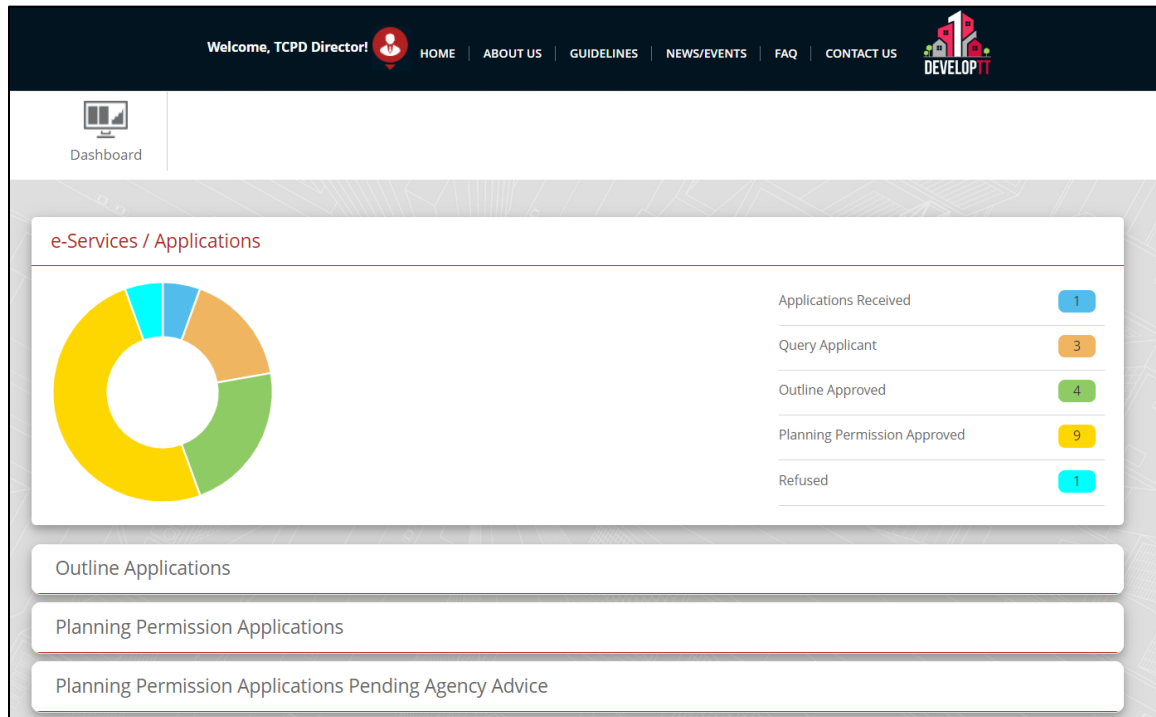 Welcome, TCPD Director!
HOME
ABOUT US
GUIDELINES
NEWS/EVENTS
FAQ
CONTACT US
DEVELOPTT
Dashboard
e-Services / Applications
Applications Received 1
Query Applicant 3
Outline Approved 4
Planning Permission Approved 9
Refused 1
Outline Applications
Planning Permission Applications
Planning Permission Applications Pending Agency Advice